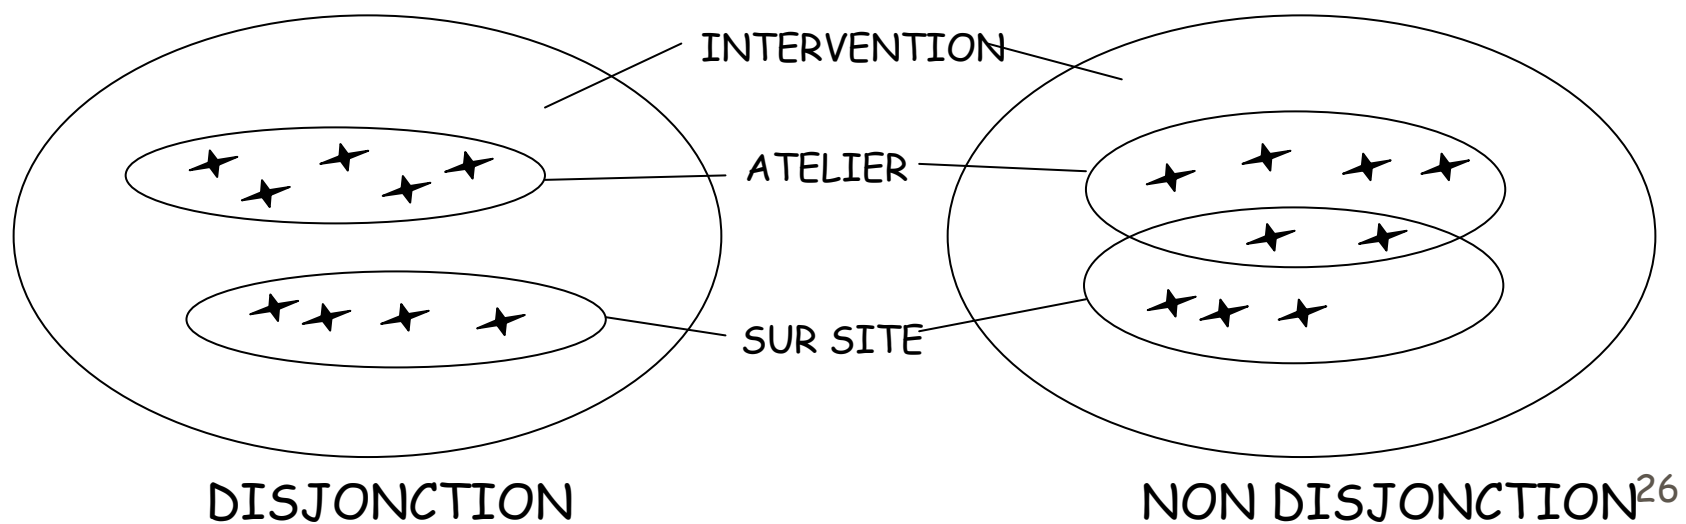 INTERVENTION
ATELIER
SUR SITE
DISJONCTION
NON DISJONCTION
26